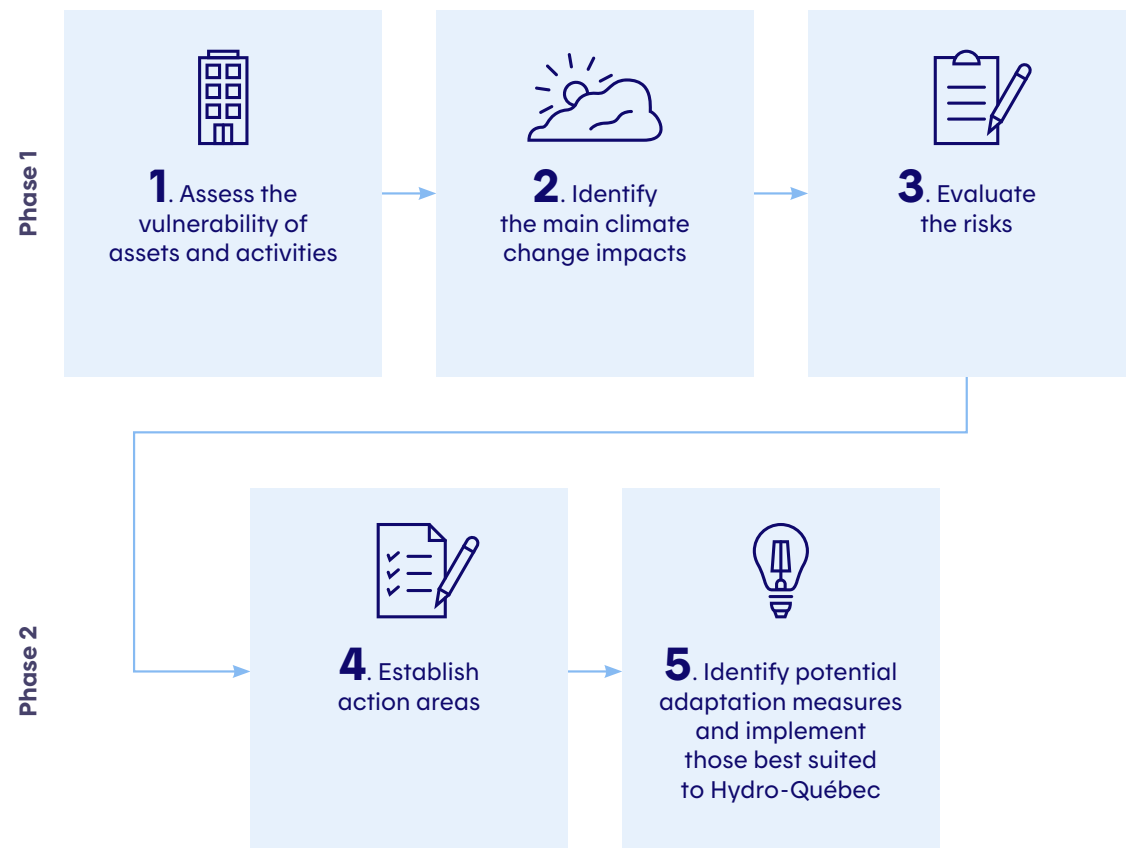 Phase 1
1. Assess the
vulnerability of
assets and activities
2. Identify
the main climate
change impacts
3. Evaluate
the risks
Phase 2
4. Establish
action areas
5. Identify potential
adaptation measures
and implement
those best suited
to Hydro-Québec